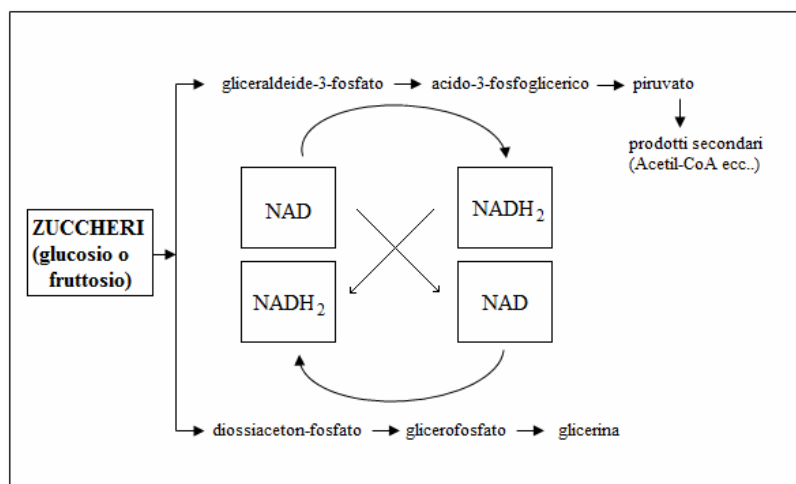 gliceraldeide-3-fosfato acido-3-fosfoglicerico piruvato
prodotti secondari
(Acetil-CoA ecc..)
NAD NADH₂
ZUCCHERI
(glucosio o
fruttosio)
NADH₂ NAD
diossiaceton-fosfato glicerofosfato glicerina